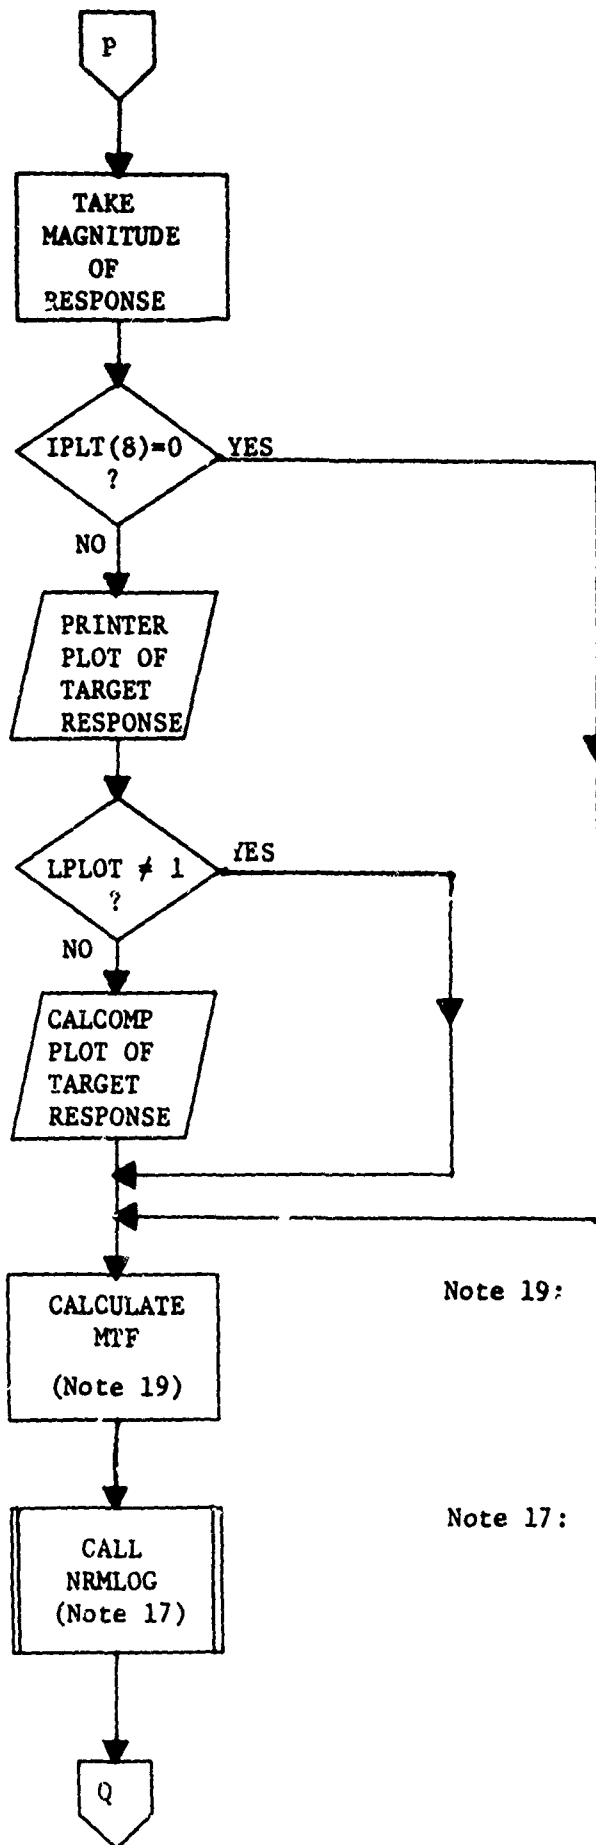 P
TAKE
MAGNITUDE
OF
RESPONSE
IPLT(8)=0
?
YES
NO
PRINTER
PLOT OF
TARGET
RESPONSE
LPLOT ≠ 1
?
YES
NO
CALCOMP
PLOT OF
TARGET
RESPONSE
CALCULATE
MTF
(Note 19)
Note 19:
CALL
NRMLOG
(Note 17)
Note 17:
Q